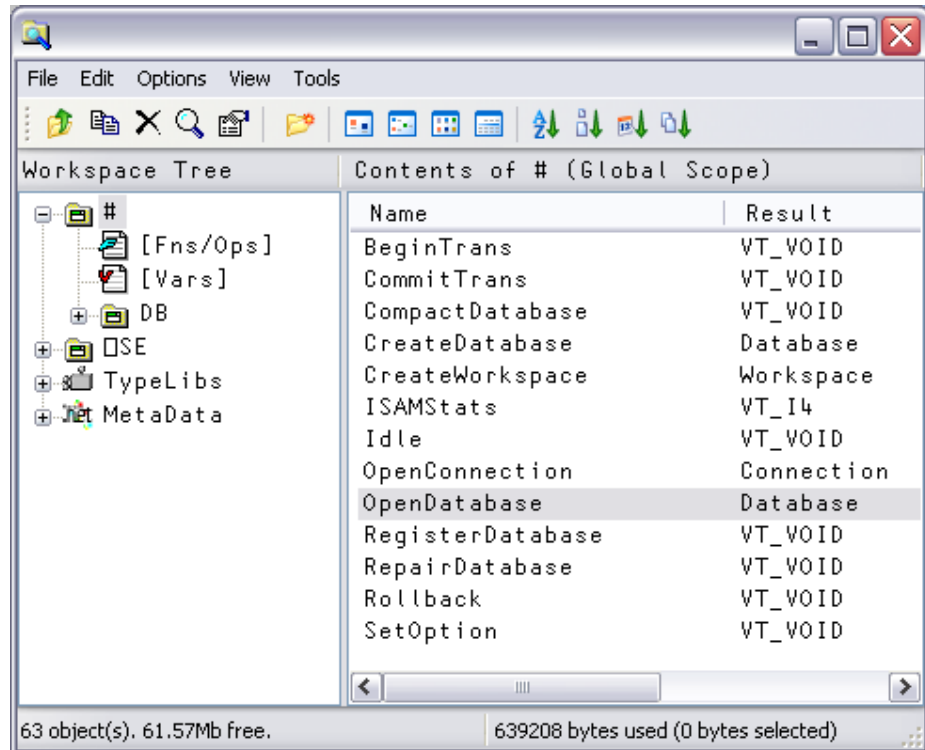 File Edit Options View Tools
Workspace Tree
Contents of # (Global Scope)
#
[Fns/Ops]
[Vars]
DB
⎕SE
TypeLibs
.net MetaData
Name Result
BeginTrans VT_VOID
CommitTrans VT_VOID
CompactDatabase VT_VOID
CreateDatabase Database
CreateWorkspace Workspace
ISAMStats VT_I4
Idle VT_VOID
OpenConnection Connection
OpenDatabase Database
RegisterDatabase VT_VOID
RepairDatabase VT_VOID
Rollback VT_VOID
SetOption VT_VOID
63 object(s). 61.57Mb free.
639208 bytes used (0 bytes selected)